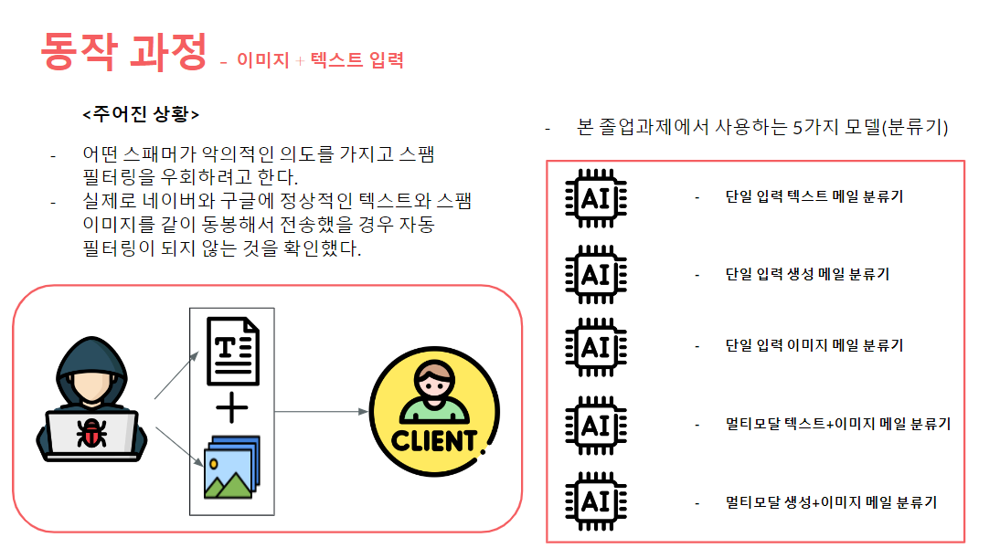 동작 과정 - 이미지 + 텍스트 입력
<주어진 상황>
- 어떤 스패머가 악의적인 의도를 가지고 스팸
필터링을 우회하려고 한다.
- 실제로 네이버와 구글에 정상적인 텍스트와 스팸
이미지를 같이 동봉해서 전송했을 경우 자동
필터링이 되지 않는 것을 확인했다.
T
+
CLIENT
- 본 졸업과제에서 사용하는 5가지 모델(분류기)
AI - 단일 입력 텍스트 메일 분류기
AI - 단일 입력 생성 메일 분류기
AI - 단일 입력 이미지 메일 분류기
AI - 멀티모달 텍스트+이미지 메일 분류기
AI - 멀티모달 생성+이미지 메일 분류기